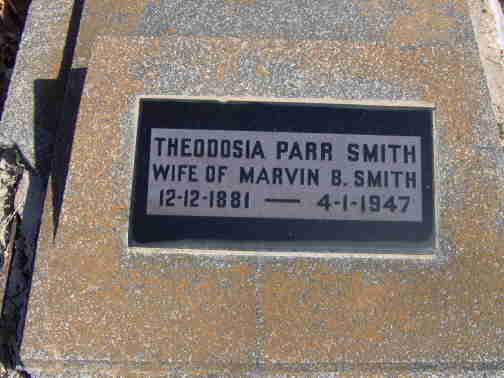 THEODOSIA PARR SMITH
WIFE OF MARVIN B. SMITH
12-12-1881 — 4-1-1947